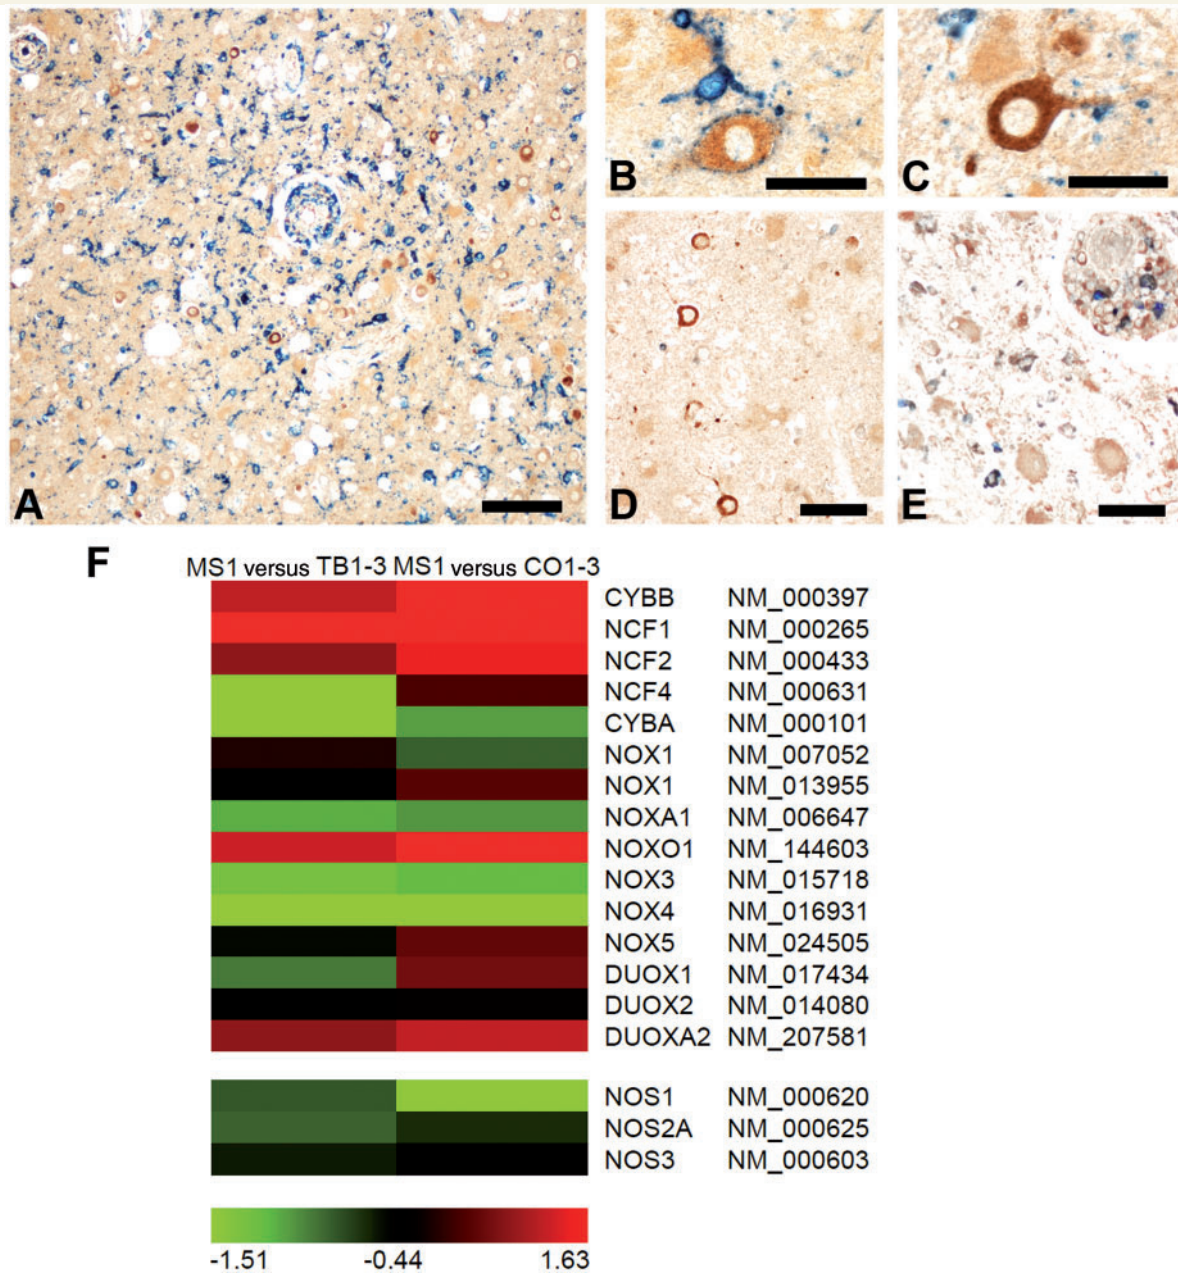 A
B
C
D
E
F
MS1 versus TB1-3 MS1 versus CO1-3
CYBB NM_000397
NCF1 NM_000265
NCF2 NM_000433
NCF4 NM_000631
CYBA NM_000101
NOX1 NM_007052
NOX1 NM_013955
NOXA1 NM_006647
NOXO1 NM_144603
NOX3 NM_015718
NOX4 NM_016931
NOX5 NM_024505
DUOX1 NM_017434
DUOX2 NM_014080
DUOXA2 NM_207581
NOS1 NM_000620
NOS2A NM_000625
NOS3 NM_000603
-1.51 -0.44 1.63